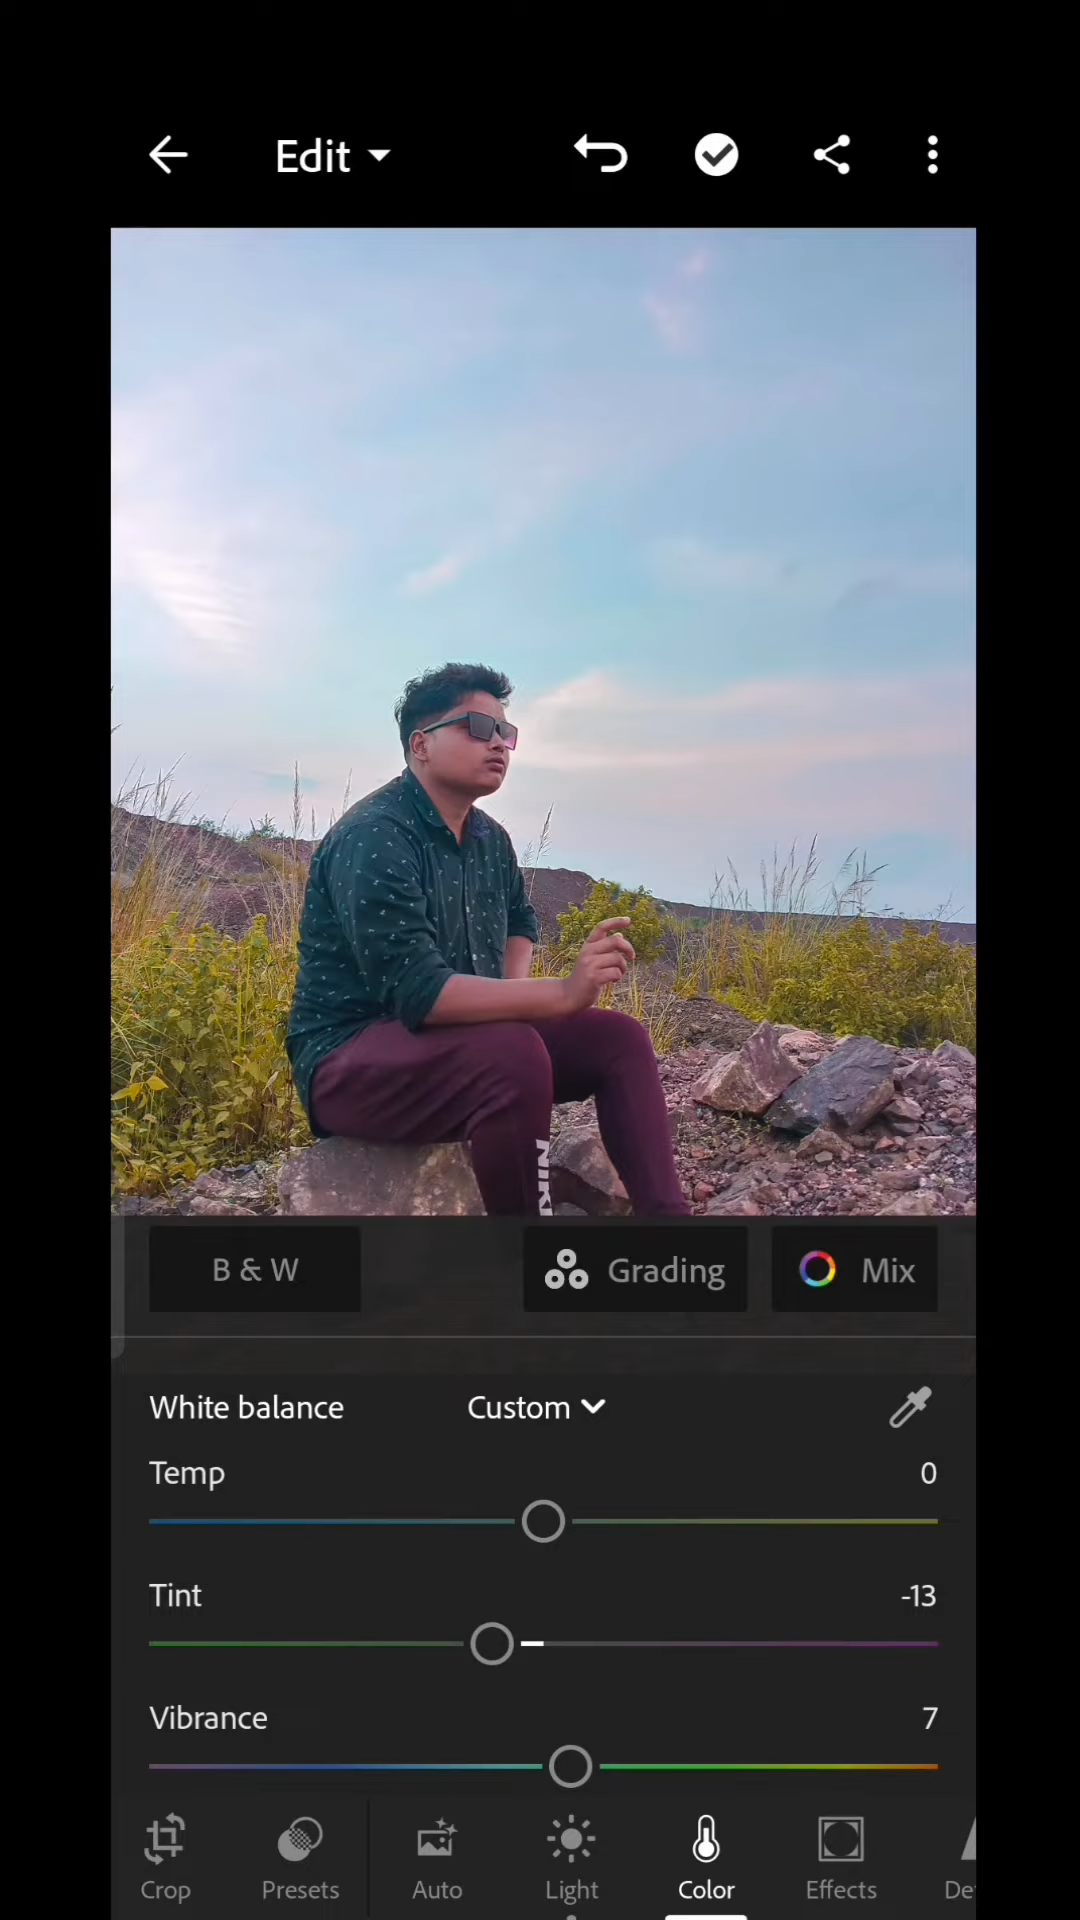 Edit
NIKE
B & W
Grading
Mix
White balance
Custom
Temp
0
Tint
-13
Vibrance
7
Crop
Presets
Auto
Light
Color
Effects
De